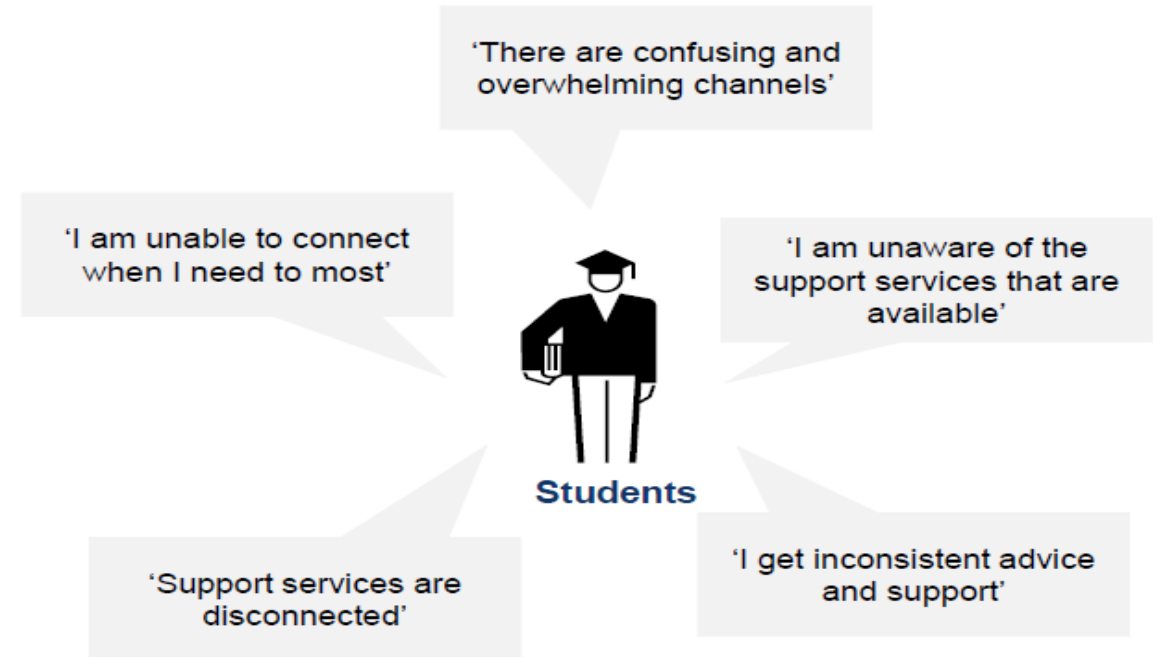 ‘There are confusing and
overwhelming channels’
‘I am unable to connect
when I need to most’
‘I am unaware of the
support services that are
available’
Students
‘Support services are
disconnected’
‘I get inconsistent advice
and support’